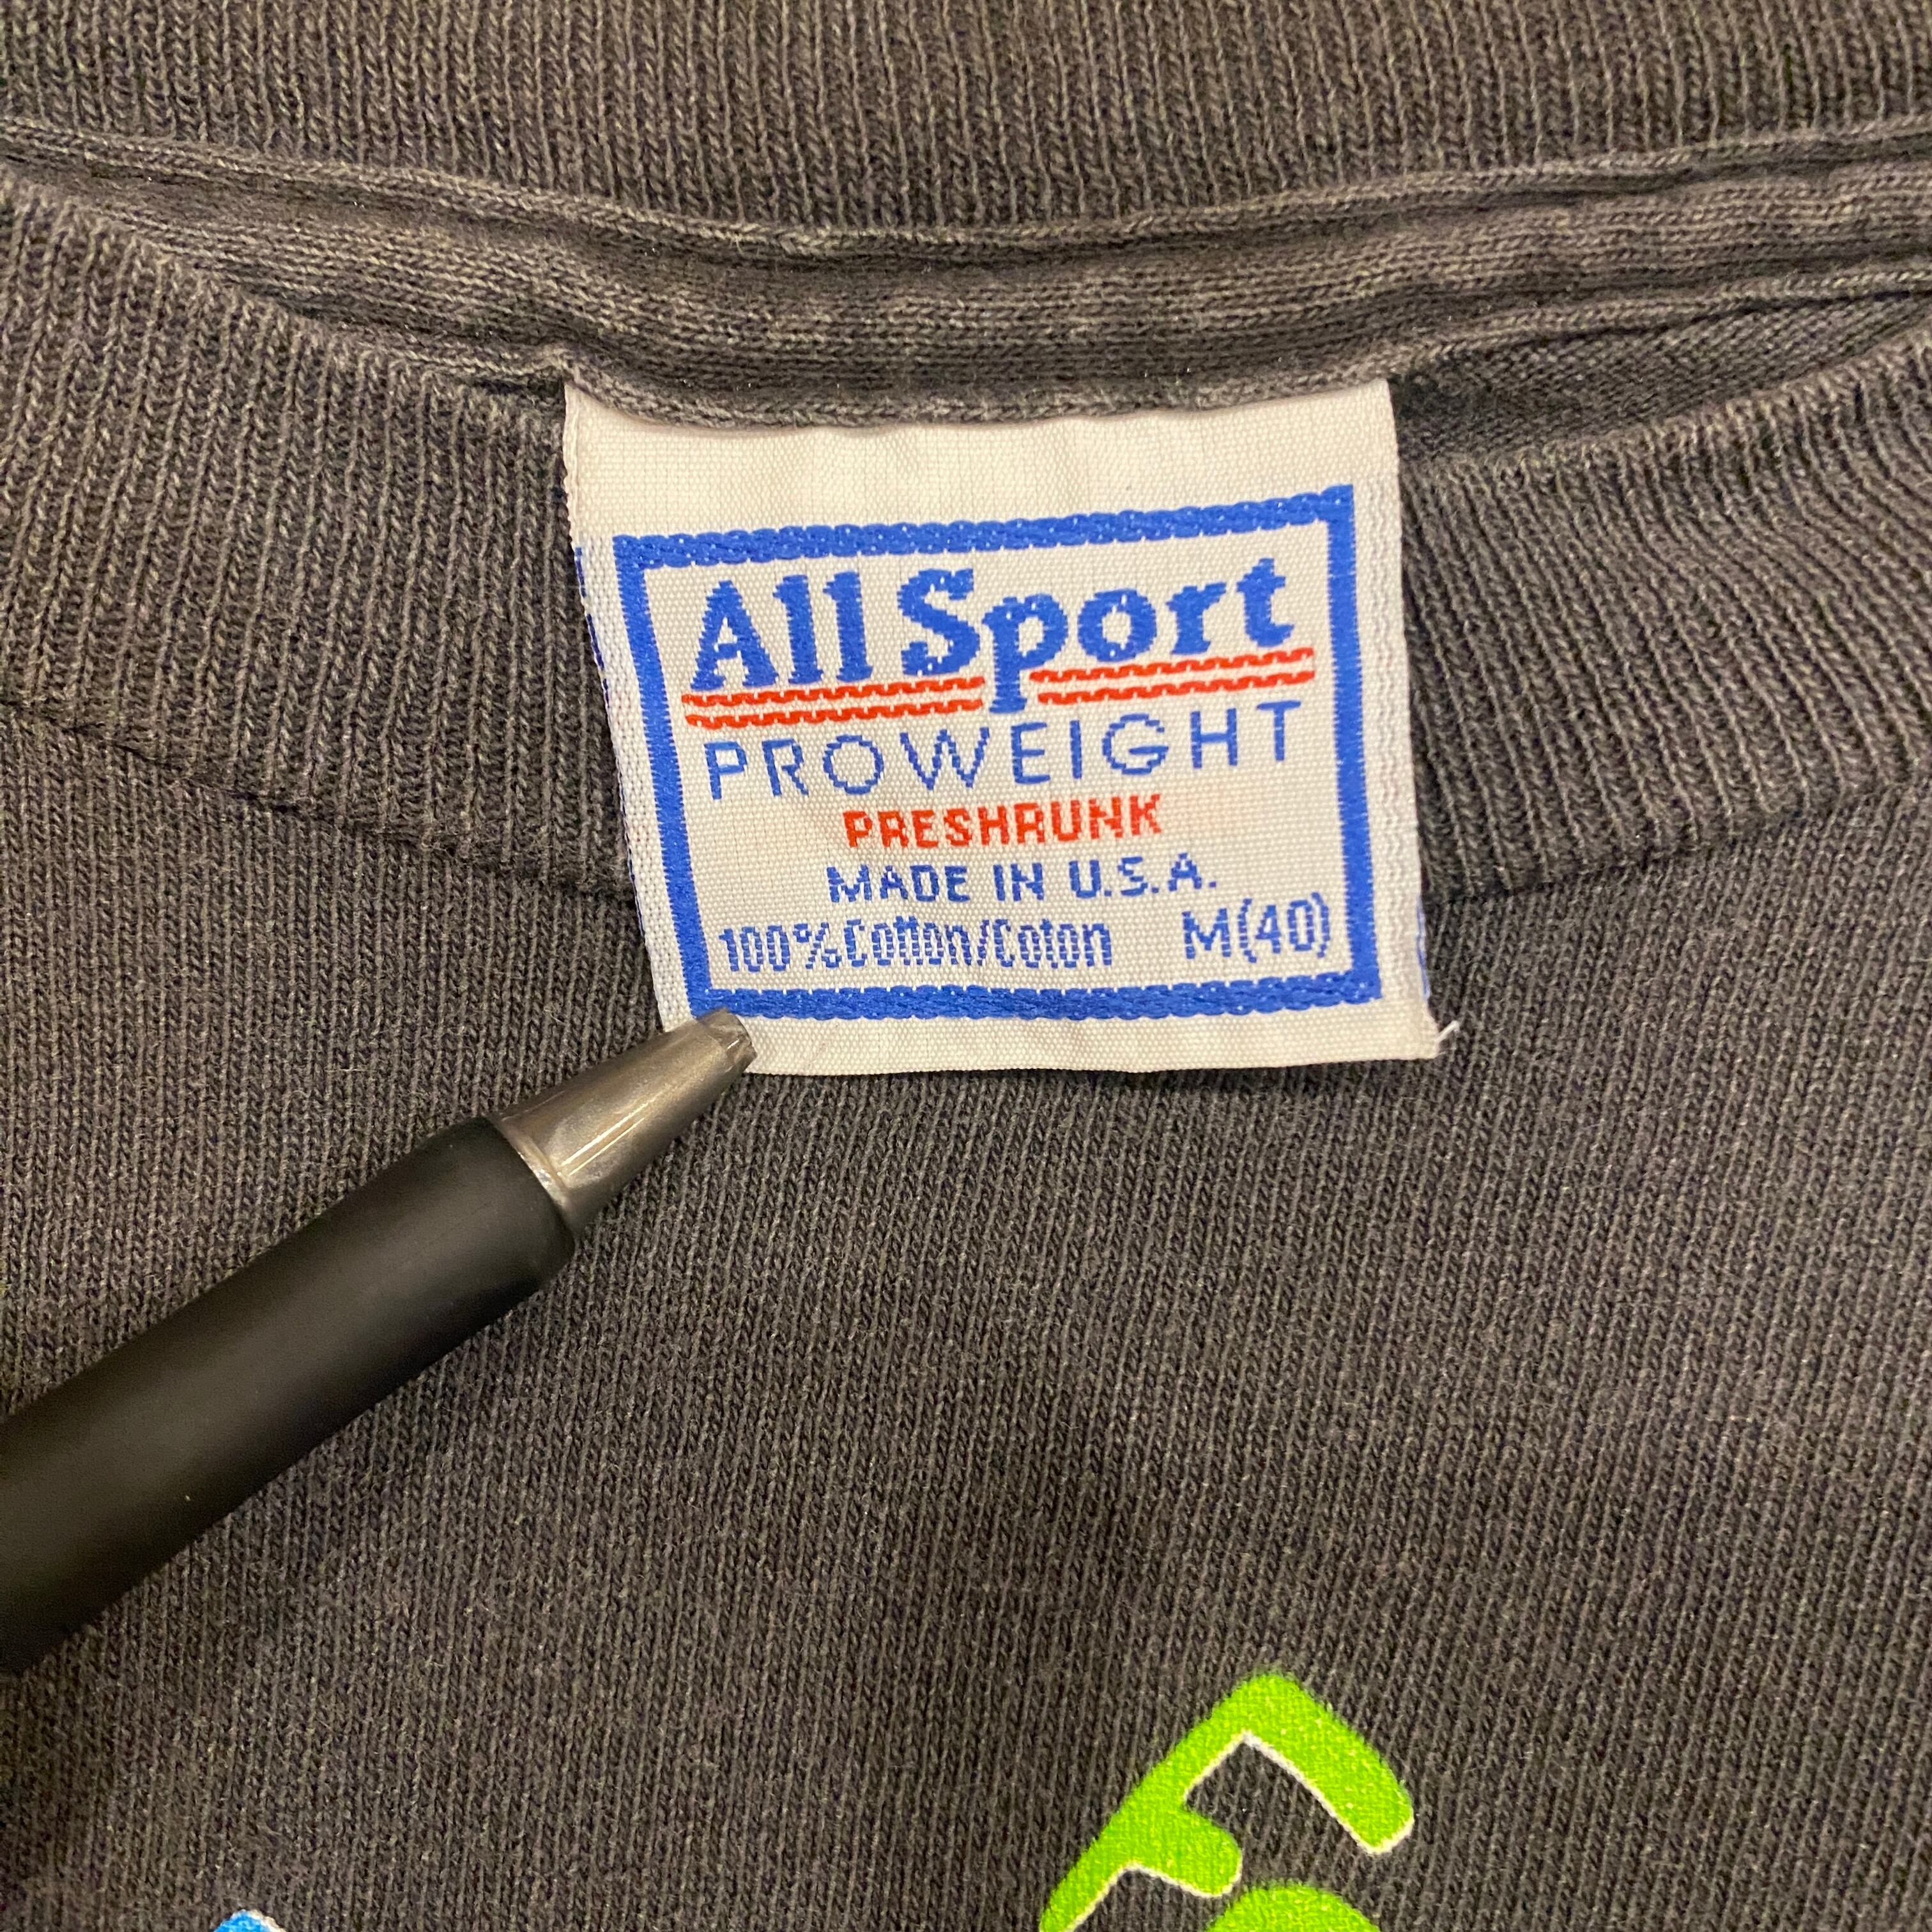 All Sport
PROWEIGHT
PRESHRUNK
MADE IN U.S.A.
100% Cotton/Coton M(40)